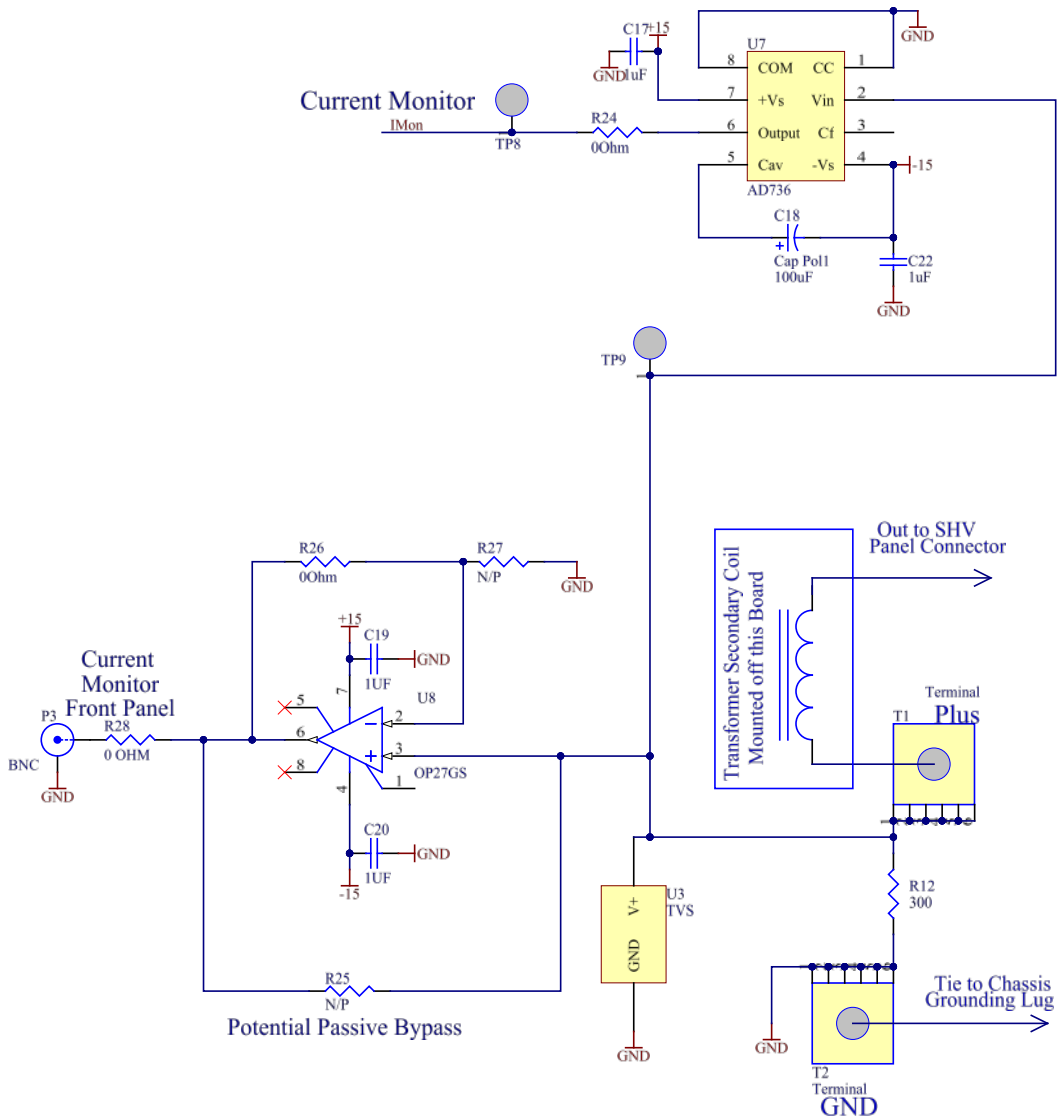 C17
+15
GND
1uF
U7
GND
8
COM
CC
1
7
+Vs
Vin
2
6
Output
Cf
3
5
Cav
-Vs
4
AD736
-15
Current Monitor
IMon
TP8
R24
0Ohm
C18
+
Cap Pol1
100uF
C22
1uF
GND
TP9
1
Out to SHV
Panel Connector
Transformer Secondary Coil
Mounted off this Board
R26
0Ohm
R27
N/P
GND
+15
C19
GND
1UF
U8
7
5
2
6
3
8
1
4
OP27GS
Current
Monitor
Front Panel
P3
R28
0 OHM
BNC
GND
C20
GND
1UF
-15
Terminal
T1
Plus
U3
TVS
V+
GND
GND
R12
300
R25
N/P
Potential Passive Bypass
Tie to Chassis
Grounding Lug
GND
T2
Terminal
GND